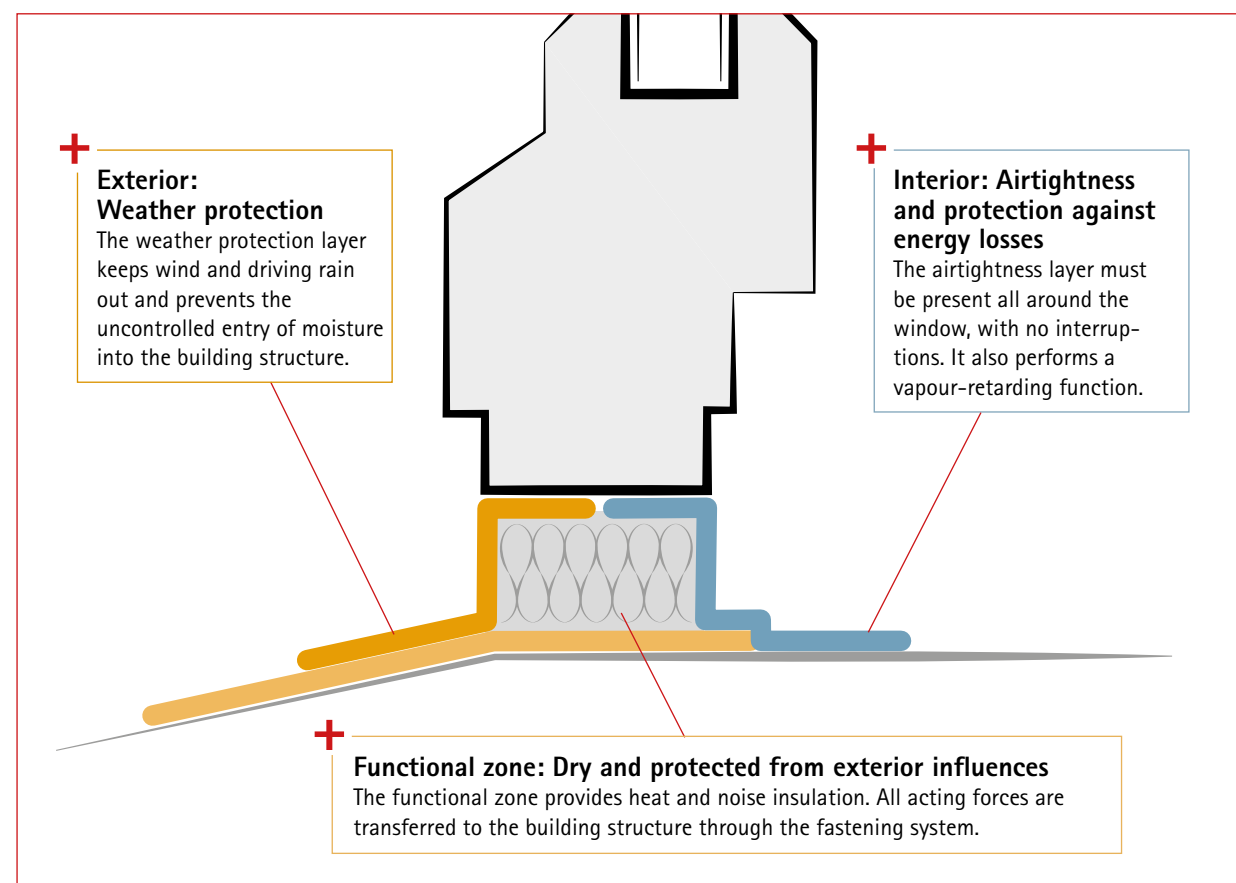 Exterior:
Weather protection
The weather protection layer
keeps wind and driving rain
out and prevents the
uncontrolled entry of moisture
into the building structure.
Interior: Airtightness
and protection against
energy losses
The airtightness layer must
be present all around the
window, with no interrup-
tions. It also performs a
vapour-retarding function.
Functional zone: Dry and protected from exterior influences
The functional zone provides heat and noise insulation. All acting forces are
transferred to the building structure through the fastening system.